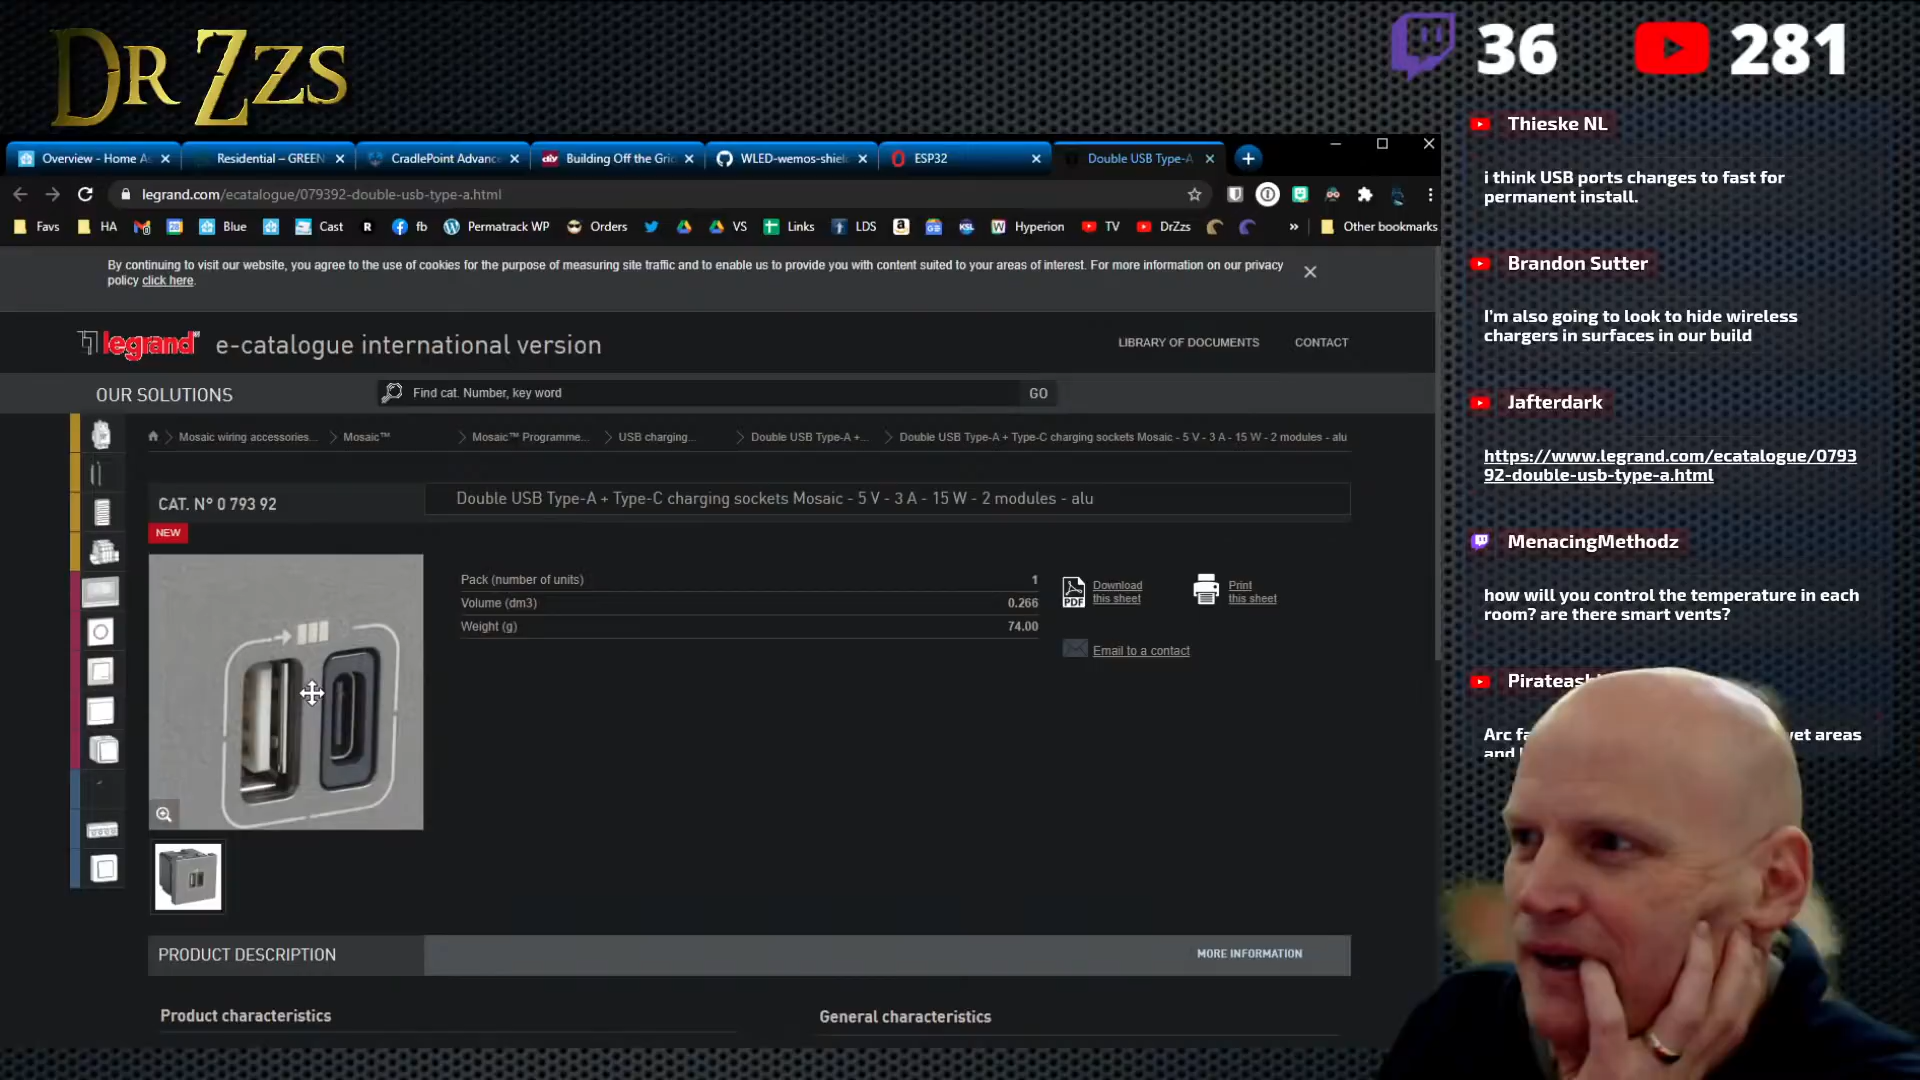 DR ZZS
36
281
Overview - Home A
Residential – GREEN
CradlePoint Advanc
diy
Building Off the Gri
WLED-wemos-shiel
ESP32
Double USB Type-A
legrand.com/ecatalogue/079392-double-usb-type-a.html
Favs
HA
Blue
Cast
R
fb
Permatrack WP
Orders
VS
Links
LDS
KSL
Hyperion
TV
DrZzs
»
Other bookmarks
By continuing to visit our website, you agree to the use of cookies for the purpose of measuring site traffic and to enable us to provide you with content suited to your areas of interest. For more information on our privacy
policy click here.
legrand
e-catalogue international version
LIBRARY OF DOCUMENTS
CONTACT
OUR SOLUTIONS
Find cat. Number, key word
GO
Mosaic wiring accessories...
Mosaic™
Mosaic™ Programme...
USB charging...
Double USB Type-A +...
Double USB Type-A + Type-C charging sockets Mosaic - 5 V - 3 A - 15 W - 2 modules - alu
CAT. N° 0 793 92
Double USB Type-A + Type-C charging sockets Mosaic - 5 V - 3 A - 15 W - 2 modules - alu
NEW
Pack (number of units)
1
Volume (dm3)
0.266
Weight (g)
74.00
PDF
Download
this sheet
Print
this sheet
Email to a contact
PRODUCT DESCRIPTION
MORE INFORMATION
Product characteristics
General characteristics
Thieske NL
i think USB ports changes to fast for
permanent install.
Brandon Sutter
I'm also going to look to hide wireless
chargers in surfaces in our build
Jafterdark
https://www.legrand.com/ecatalogue/0793
92-double-usb-type-a.html
MenacingMethodz
how will you control the temperature in each
room? are there smart vents?
Arc
areas
and